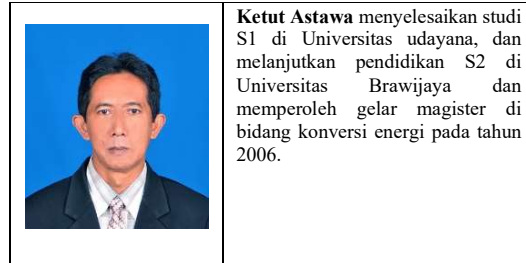 Ketut Astawa menyelesaikan studi
S1 di Universitas udayana, dan
melanjutkan pendidikan S2 di
Universitas Brawijaya dan
memperoleh gelar magister di
bidang konversi energi pada tahun
2006.